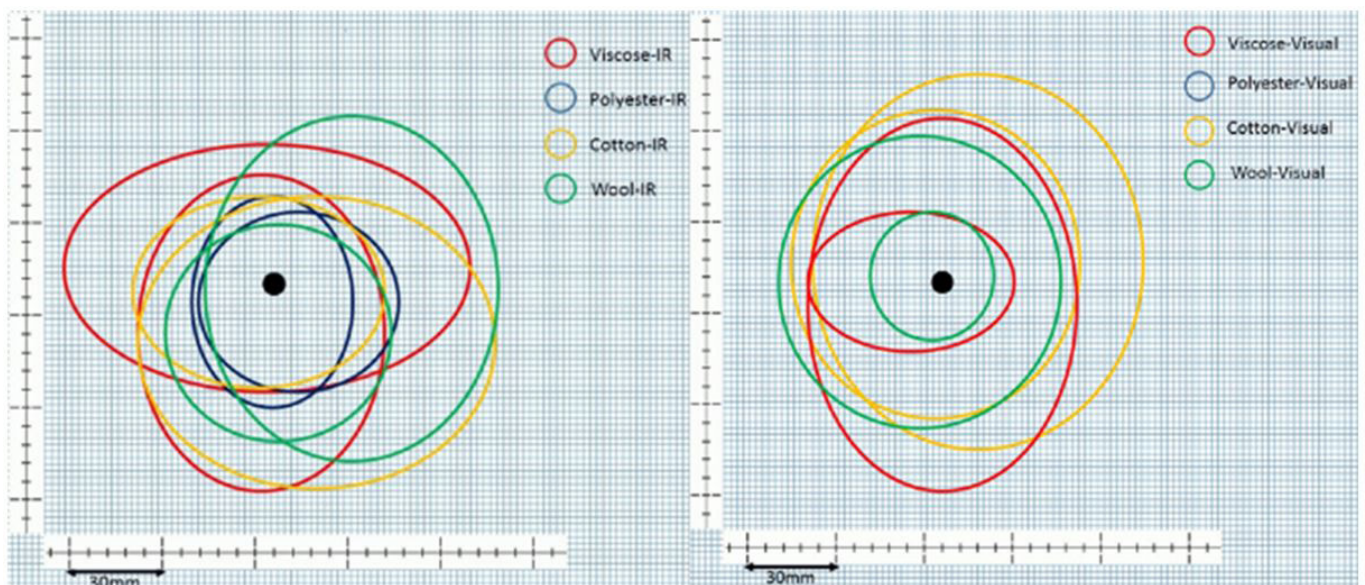 Viscose-IR
Polyester-IR
Cotton-IR
Wool-IR
30mm
Viscose-Visual
Polyester-Visual
Cotton-Visual
Wool-Visual
30mm